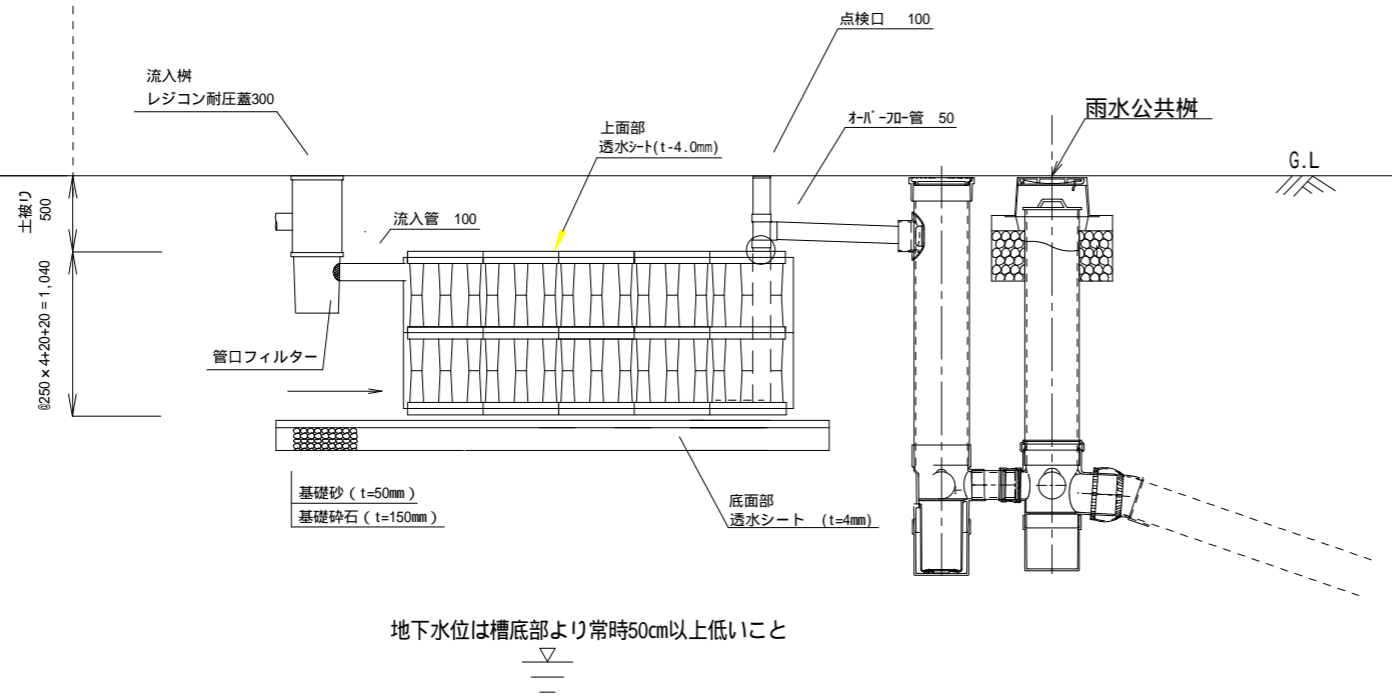 点検口 100
流入桝
レジコン耐圧蓋300
上面部
透水シート(t-4.0mm)
オーバーフロー管 50
雨水公共桝
G.L
土被り
500
流入管 100
@250×4+20+20=1,040
管口フィルター
基礎砂(t=50mm)
基礎砕石(t=150mm)
底面部
透水シート (t=4mm)
地下水位は槽底部より常時50cm以上低いこと